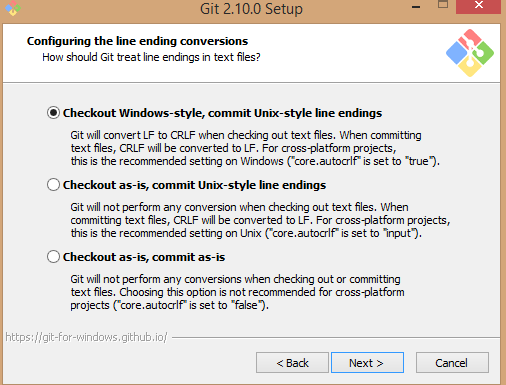 Git 2.10.0 Setup
Configuring the line ending conversions
How should Git treat line endings in text files?
Checkout Windows-style, commit Unix-style line endings
Git will convert LF to CRLF when checking out text files. When committing
text files, CRLF will be converted to LF. For cross-platform projects,
this is the recommended setting on Windows ("core.autocrlf" is set to "true").
Checkout as-is, commit Unix-style line endings
Git will not perform any conversion when checking out text files. When
committing text files, CRLF will be converted to LF. For cross-platform projects,
this is the recommended setting on Unix ("core.autocrlf" is set to "input").
Checkout as-is, commit as-is
Git will not perform any conversions when checking out or committing
text files. Choosing this option is not recommended for cross-platform
projects ("core.autocrlf" is set to "false").
https://git-for-windows.github.io/
< Back
Next >
Cancel